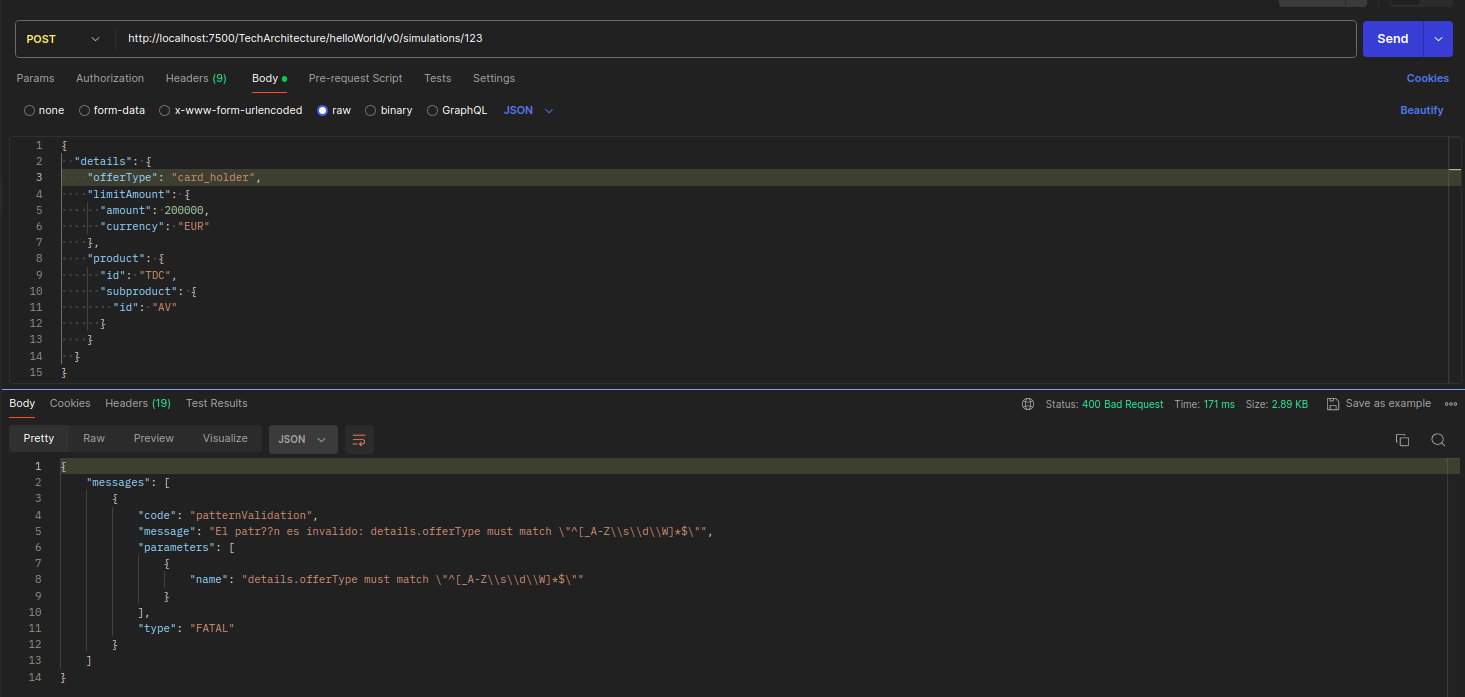 POST http://localhost:7500/TechArchitecture/helloWorld/v0/simulations/123 Send
Params Authorization Headers (9) Body Pre-request Script Tests Settings Cookies
none form-data x-www-form-urlencoded raw binary GraphQL JSON Beautify
1 {
2 "details": {
3 "offerType": "card_holder",
4 "limitAmount": {
5 "amount": 200000,
6 "currency": "EUR"
7 },
8 "product": {
9 "id": "TDC",
10 "subproduct": {
11 "id": "AV"
12 }
13 }
14 }
15 }
Body Cookies Headers (19) Test Results Status: 400 Bad Request Time: 171 ms Size: 2.89 KB Save as example
Pretty Raw Preview Visualize JSON
1 {
2 "messages": [
3 {
4 "code": "patternValidation",
5 "message": "El patr??n es invalido: details.offerType must match \"^[_A-Z\\s\\d\\W]*$\"",
6 "parameters": [
7 {
8 "name": "details.offerType must match \"^[_A-Z\\s\\d\\W]*$\""
9 }
10 ],
11 "type": "FATAL"
12 }
13 ]
14 }